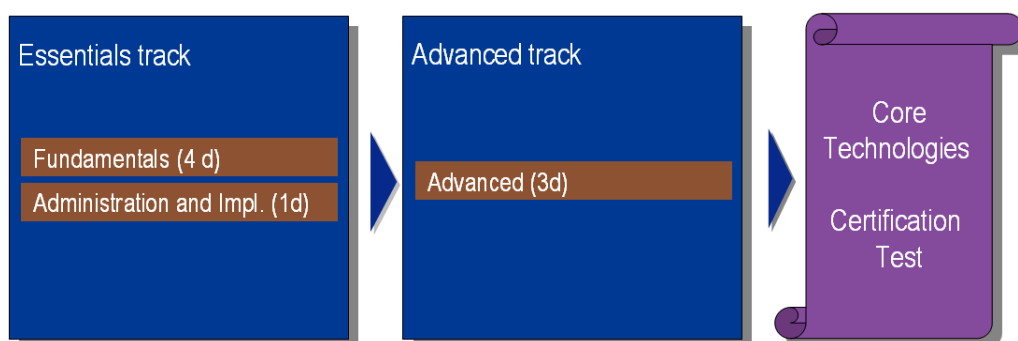 Essentials track
Fundamentals (4 d)
Administration and Impl. (1d)
Advanced track
Advanced (3d)
Core
Technologies
Certification
Test